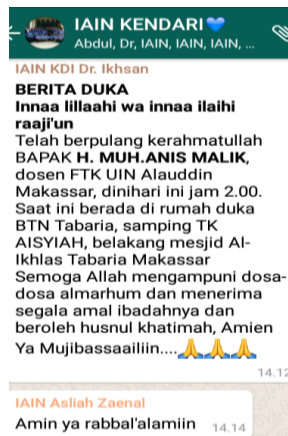 IAIN KENDARI💙
Abdul, Dr, IAIN, IAIN, IAIN, ...
IAIN KDI Dr. Ikhsan
BERITA DUKA
Innaa lillaahi wa innaa ilaihi
raaji'un
Telah berpulang kerahmatullah
BAPAK H. MUH.ANIS MALIK,
dosen FTK UIN Alauddin
Makassar, dinihari ini jam 2.00.
Saat ini berada di rumah duka
BTN Tabaria, samping TK
AISYIAH, belakang mesjid Al-
Ikhlas Tabaria Makassar
Semoga Allah mengampuni dosa-
dosa almarhum dan menerima
segala amal ibadahnya dan
beroleh husnul khatimah, Amien
Ya Mujibassaailiin....🙏🙏🙏
14.12
IAIN Asliah Zaenal
Amin ya rabbal'alamiin 14.14